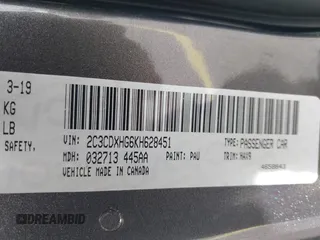 3-19
KG
LB
SAFETY.
VIN: 2C3CDXHG6KH628451
TYPE: PASSENGER CAR
MDH: 032713 445AA
PAINT: PAU
TRIM: HAX9
VEHICLE MADE IN CANADA
DREAMBID